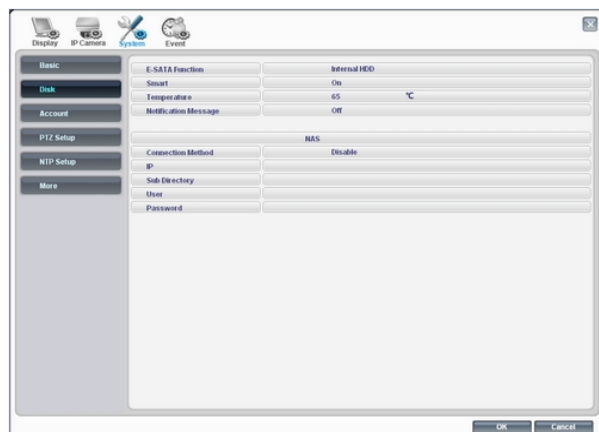 Display IP Camera System Event
Basic
Disk
Account
PTZ Setup
NTP Setup
More
E-SATA Function Internal HDD
Smart On
Temperature 65 ℃
Notification Message Off
NAS
Connection Method Disable
IP
Sub Directory
User
Password
OK Cancel